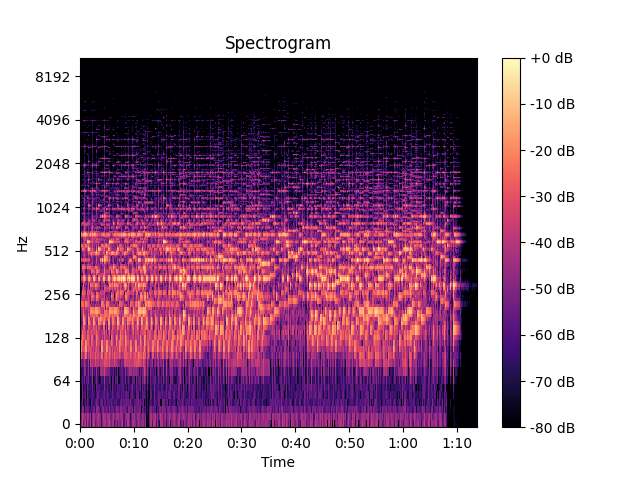 Spectrogram
8192
4096
2048
1024
512
256
128
64
0
Hz
0:00 0:10 0:20 0:30 0:40 0:50 1:00 1:10
Time
+0 dB
-10 dB
-20 dB
-30 dB
-40 dB
-50 dB
-60 dB
-70 dB
-80 dB